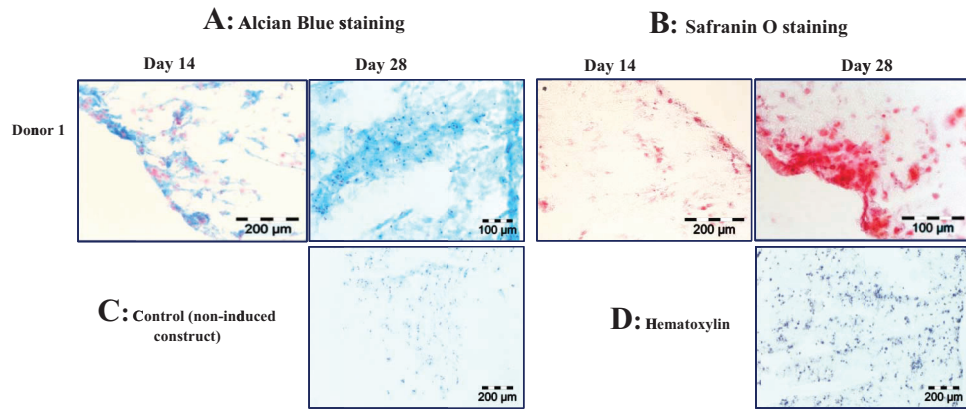 A: Alcian Blue staining
B: Safranin O staining
Day 14
Day 28
Day 14
Day 28
Donor 1
200 µm
100 µm
200 µm
100 µm
C: Control (non-induced
construct)
D: Hematoxylin
200 µm
200 µm